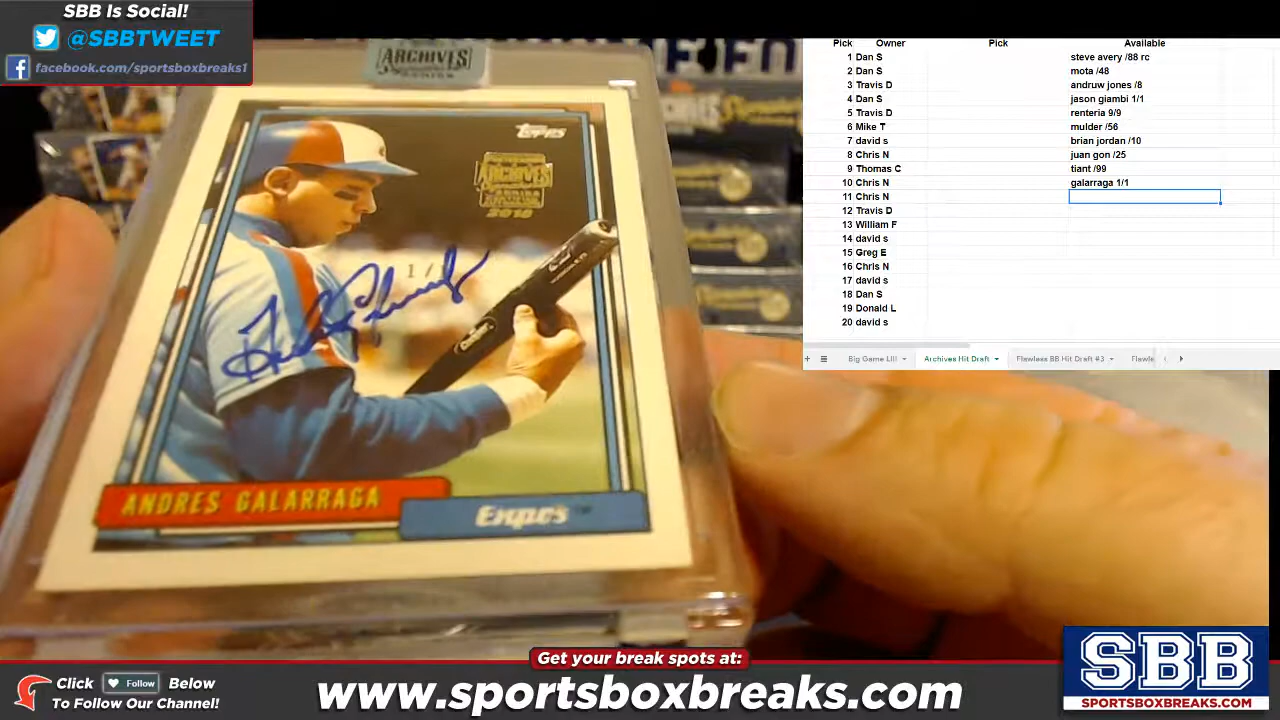 SBB Is Social!
@SBBTWEET
facebook.com/sportsboxbreaks1
ARCHIVES
Topps
ARCHIVES
2016
1/1
ANDRES GALARRAGA
Expos™
Pick Owner Pick Available
1 Dan S steve avery /88 rc
2 Dan S mota /48
3 Travis D andruw jones /8
4 Dan S jason giambi 1/1
5 Travis D renteria 9/9
6 Mike T mulder /56
7 david s brian jordan /10
8 Chris N juan gon /25
9 Thomas C tiant /99
10 Chris N galarraga 1/1
11 Chris N
12 Travis D
13 William F
14 david s
15 Greg E
16 Chris N
17 david s
18 Dan S
19 Donald L
20 david s
Big Game LIII Archives Hit Draft Flawless BB Hit Draft #3 Flawle
Get your break spots at:
Click Follow Below
To Follow Our Channel!
www.sportsboxbreaks.com
SBB
SPORTSBOXBREAKS.COM